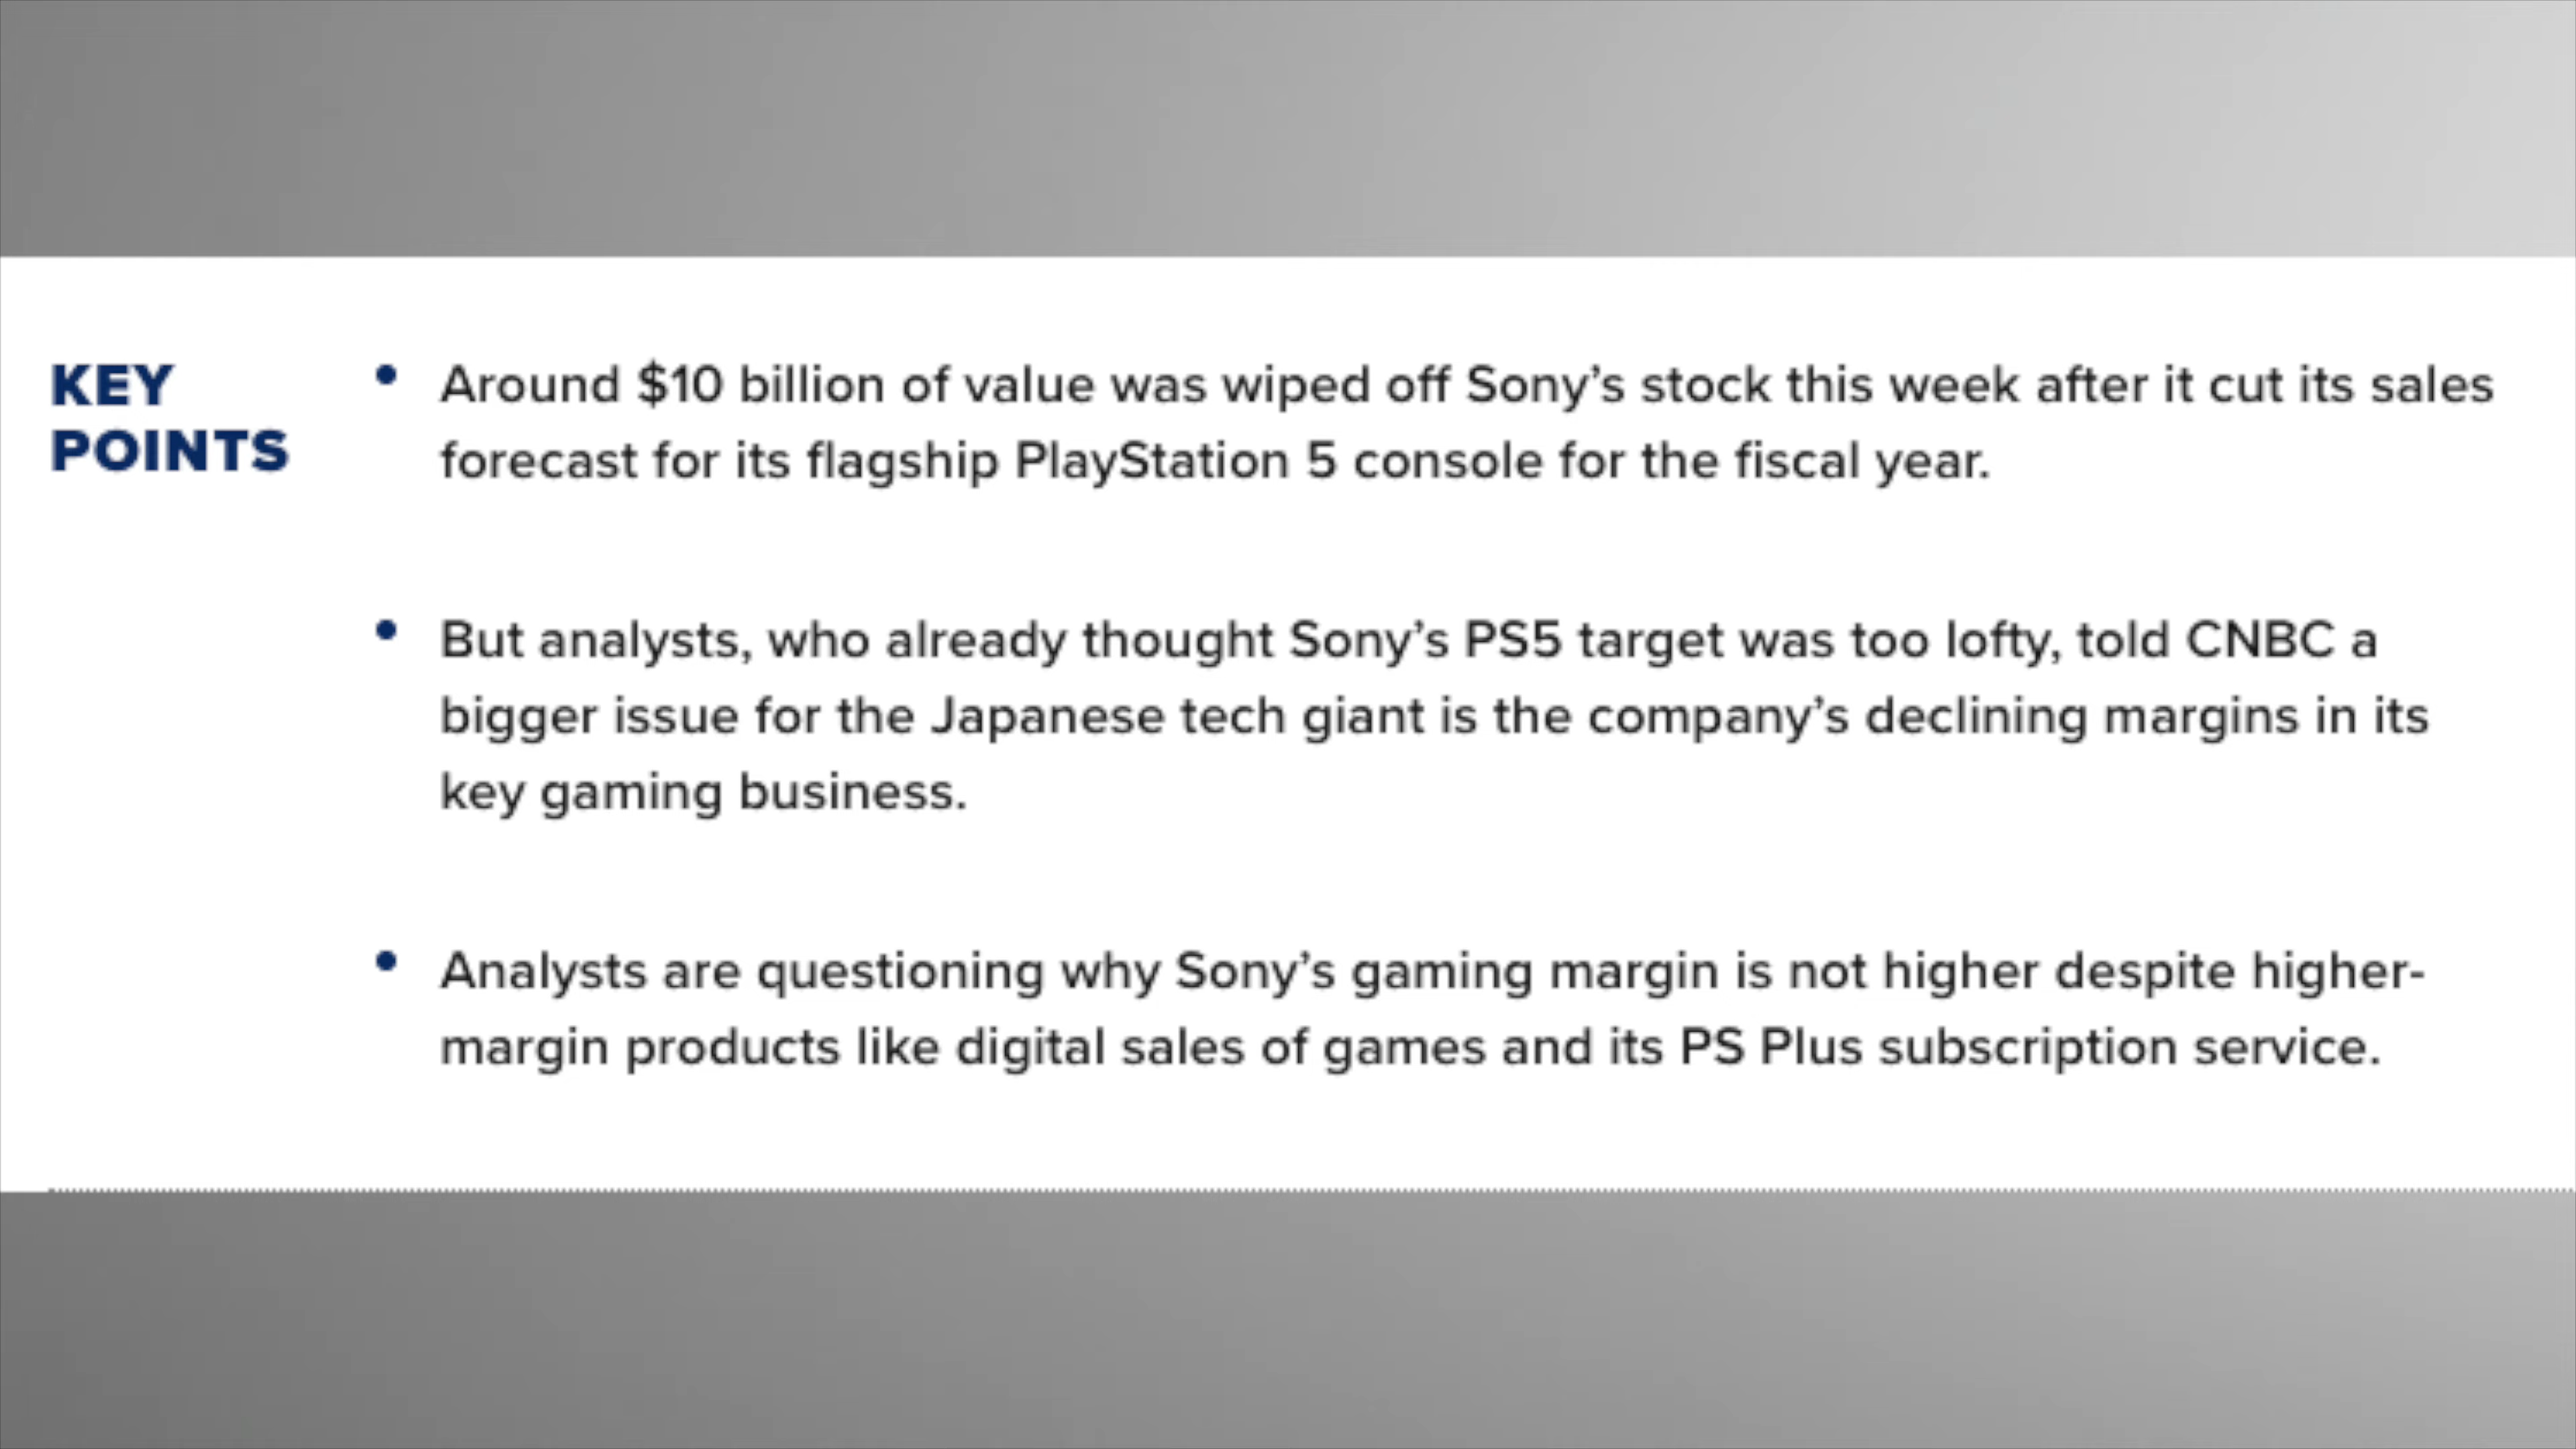 KEY
POINTS
• Around $10 billion of value was wiped off Sony’s stock this week after it cut its sales
forecast for its flagship PlayStation 5 console for the fiscal year.
• But analysts, who already thought Sony’s PS5 target was too lofty, told CNBC a
bigger issue for the Japanese tech giant is the company’s declining margins in its
key gaming business.
• Analysts are questioning why Sony’s gaming margin is not higher despite higher-
margin products like digital sales of games and its PS Plus subscription service.